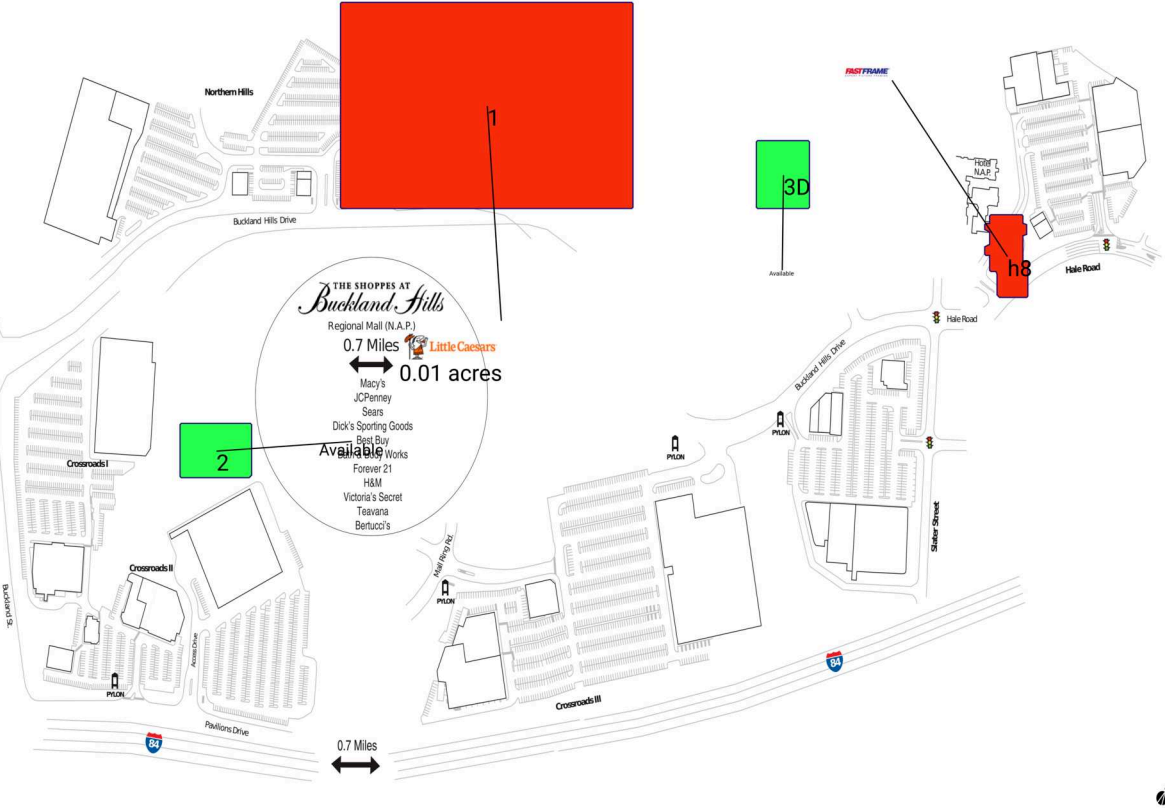 Northern Hills
1
FASTFRAME
Hotel
N.A.P.
3D
Buckland Hills Drive
h8
Hale Road
Available
THE SHOPPES AT
Buckland Hills
Regional Mall (N.A.P.)
0.7 Miles
Little Caesars
0.01 acres
Macy's
JCPenney
Sears
Dick's Sporting Goods
Best Buy
Available
Bath & Body Works
Forever 21
H&M
Victoria's Secret
Teavana
Bertucci's
Hale Road
Buckland Hills Drive
PYLON
PYLON
2
Crossroads I
Slater Street
Mall Ring Rd.
Crossroads II
PYLON
Buckland St.
Access Drive
84
PYLON
Crossroads III
Pavilions Drive
84
0.7 Miles